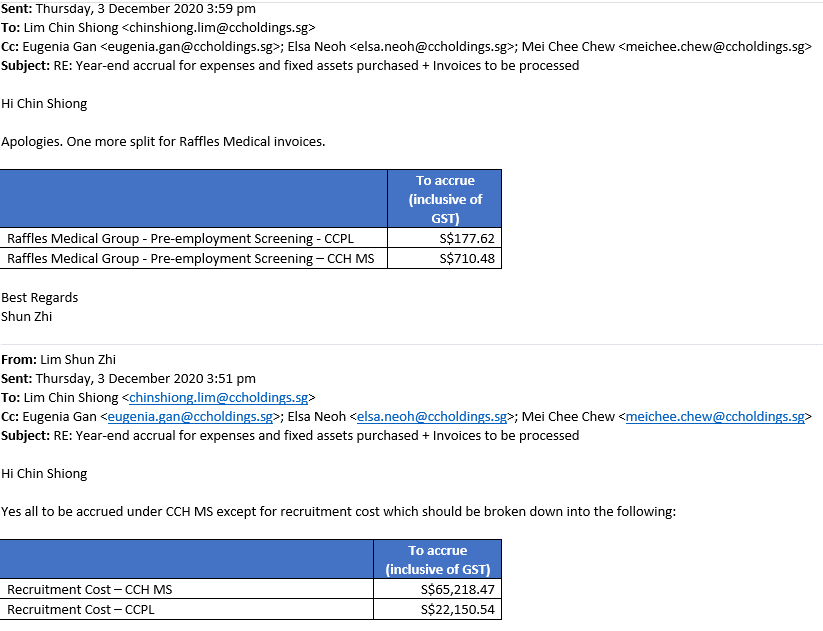 Sent: Thursday, 3 December 2020 3:59 pm
To: Lim Chin Shiong <chinshiong.lim@ccholdings.sg>
Cc: Eugenia Gan <eugenia.gan@ccholdings.sg>; Elsa Neoh <elsa.neoh@ccholdings.sg>; Mei Chee Chew <meichee.chew@ccholdings.sg>
Subject: RE: Year-end accrual for expenses and fixed assets purchased + Invoices to be processed
Hi Chin Shiong
Apologies. One more split for Raffles Medical invoices.
To accrue
(inclusive of
GST)
Raffles Medical Group - Pre-employment Screening - CCPL S$177.62
Raffles Medical Group - Pre-employment Screening – CCH MS S$710.48
Best Regards
Shun Zhi
From: Lim Shun Zhi
Sent: Thursday, 3 December 2020 3:51 pm
To: Lim Chin Shiong <chinshiong.lim@ccholdings.sg>
Cc: Eugenia Gan <eugenia.gan@ccholdings.sg>; Elsa Neoh <elsa.neoh@ccholdings.sg>; Mei Chee Chew <meichee.chew@ccholdings.sg>
Subject: RE: Year-end accrual for expenses and fixed assets purchased + Invoices to be processed
Hi Chin Shiong
Yes all to be accrued under CCH MS except for recruitment cost which should be broken down into the following:
To accrue
(inclusive of GST)
Recruitment Cost – CCH MS S$65,218.47
Recruitment Cost – CCPL S$22,150.54